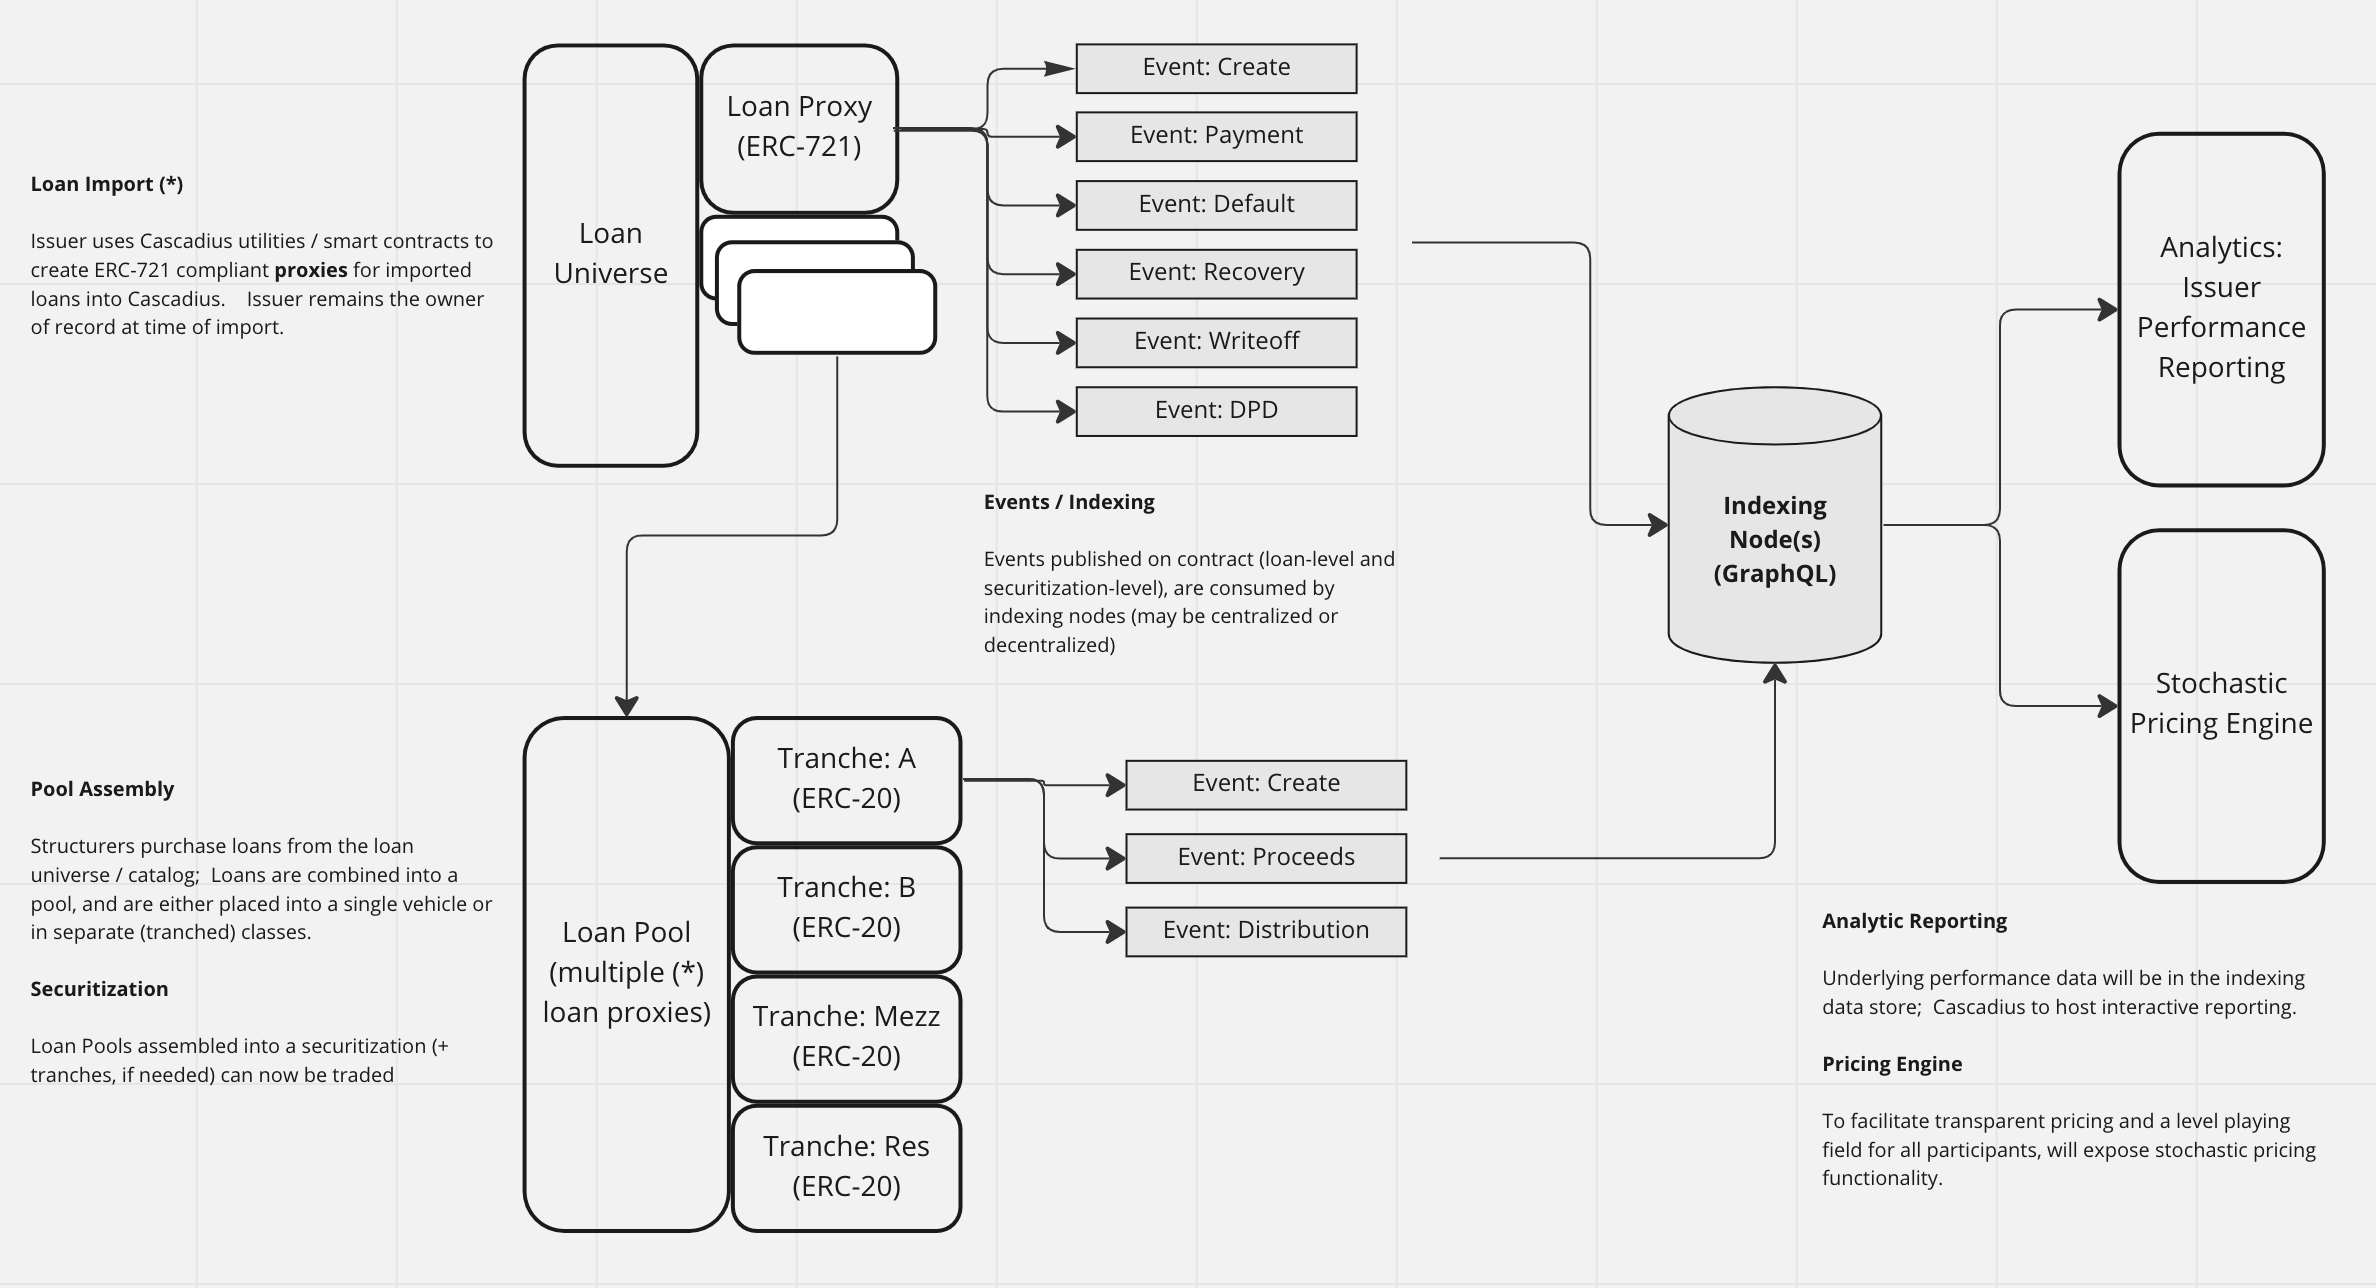 Loan Import (*)
Issuer uses Cascadius utilities / smart contracts to
create ERC-721 compliant proxies for imported
loans into Cascadius.    Issuer remains the owner
of record at time of import.
Loan
Universe
Loan Proxy
(ERC-721)
Event: Create
Event: Payment
Event: Default
Event: Recovery
Event: Writeoff
Event: DPD
Events / Indexing
Events published on contract (loan-level and
securitization-level), are consumed by
indexing nodes (may be centralized or
decentralized)
Indexing
Node(s)
(GraphQL)
Analytics:
Issuer
Performance
Reporting
Stochastic
Pricing Engine
Pool Assembly
Structurers purchase loans from the loan
universe / catalog;  Loans are combined into a
pool, and are either placed into a single vehicle or
in separate (tranched) classes.
Securitization
Loan Pools assembled into a securitization (+
tranches, if needed) can now be traded
Loan Pool
(multiple (*)
loan proxies)
Tranche: A
(ERC-20)
Tranche: B
(ERC-20)
Tranche: Mezz
(ERC-20)
Tranche: Res
(ERC-20)
Event: Create
Event: Proceeds
Event: Distribution
Analytic Reporting
Underlying performance data will be in the indexing
data store;  Cascadius to host interactive reporting.
Pricing Engine
To facilitate transparent pricing and a level playing
field for all participants, will expose stochastic pricing
functionality.